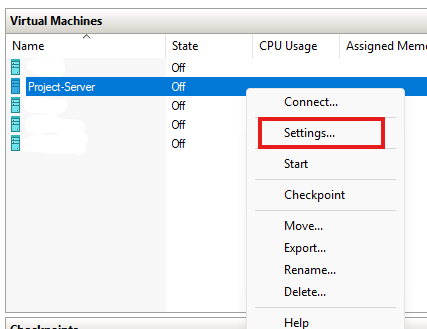 Virtual Machines
Name State CPU Usage Assigned Mem
Off
Project-Server Off
Off
Off
Off
Connect...
Settings...
Start
Checkpoint
Move...
Export...
Rename...
Delete...
Help
Checkpoints